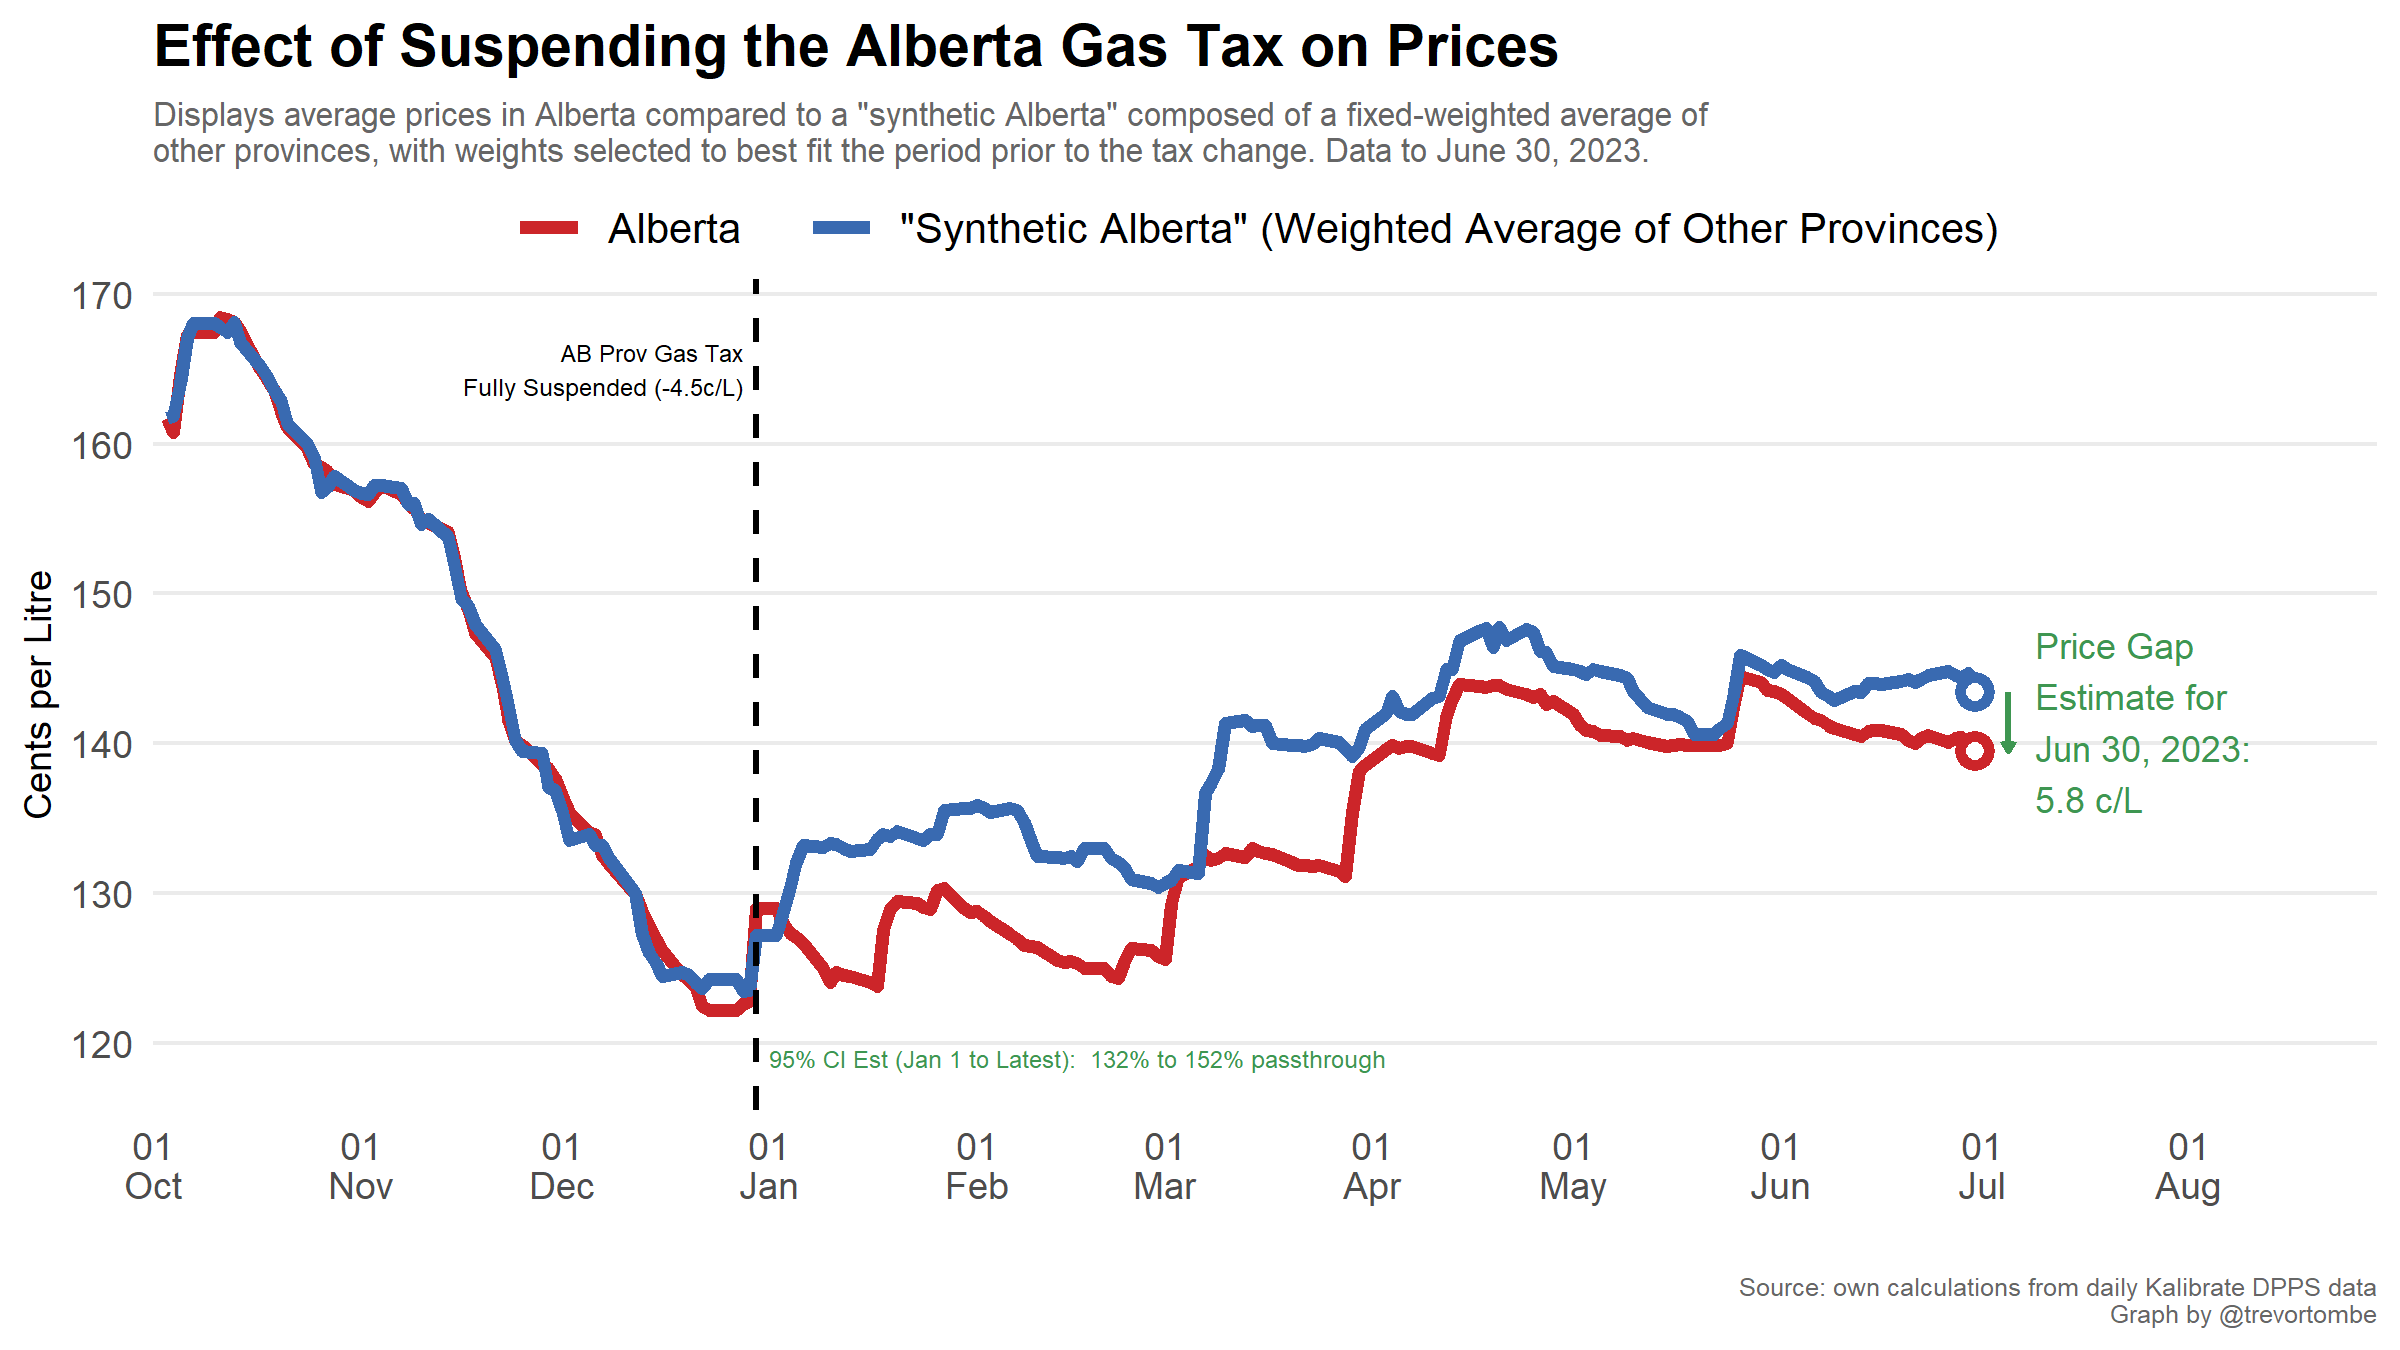 Effect of Suspending the Alberta Gas Tax on Prices
Displays average prices in Alberta compared to a "synthetic Alberta" composed of a fixed-weighted average of
other provinces, with weights selected to best fit the period prior to the tax change. Data to June 30, 2023.
Alberta
"Synthetic Alberta" (Weighted Average of Other Provinces)
Cents per Litre
170
160
150
140
130
120
AB Prov Gas Tax
Fully Suspended (-4.5c/L)
Price Gap
Estimate for
Jun 30, 2023:
5.8 c/L
95% CI Est (Jan 1 to Latest):  132% to 152% passthrough
01 01 01 01 01 01 01 01 01 01 01
Oct Nov Dec Jan Feb Mar Apr May Jun Jul Aug
Source: own calculations from daily Kalibrate DPPS data
Graph by @trevortombe